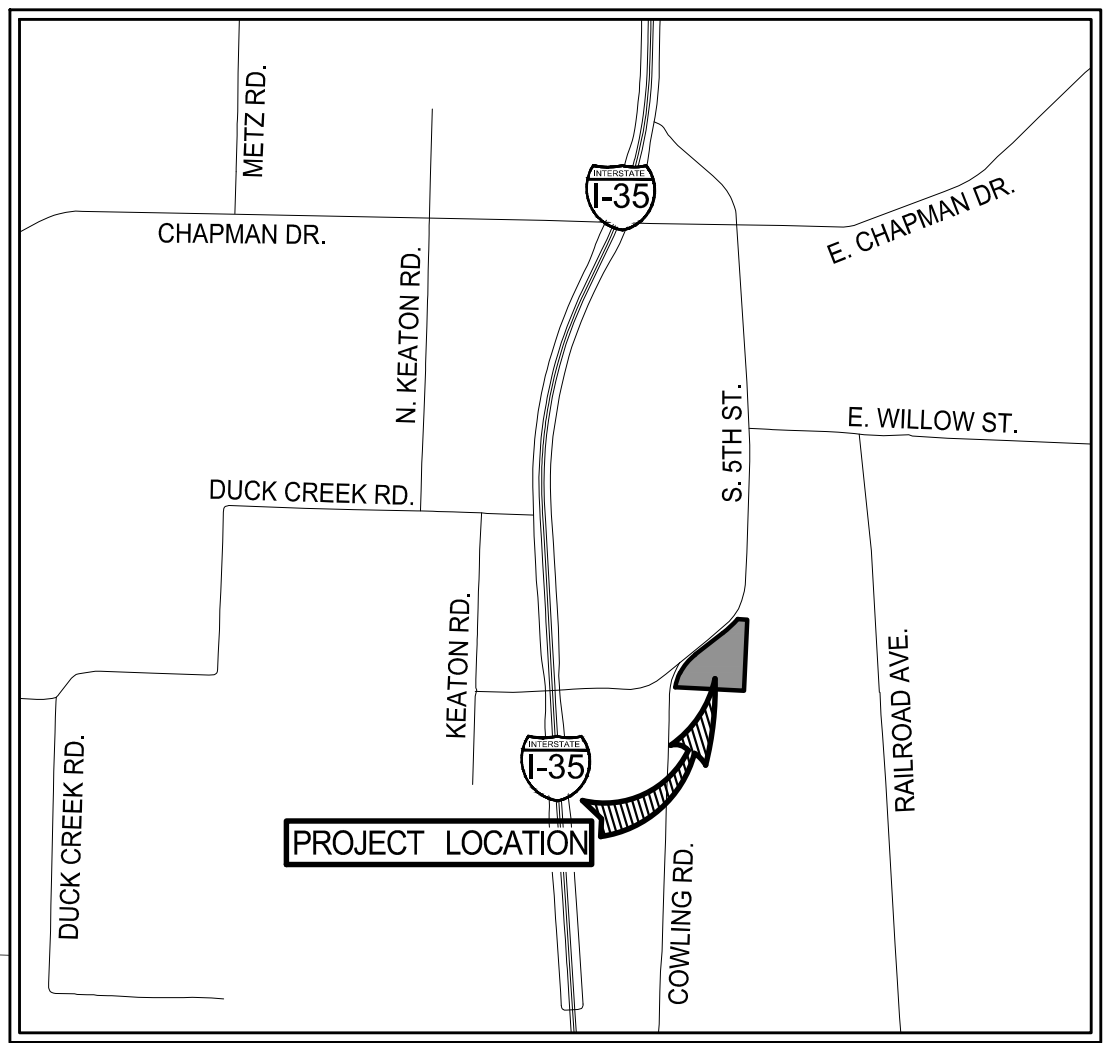 METZ RD.
INTERSTATE
I-35
CHAPMAN DR.
E. CHAPMAN DR.
N. KEATON RD.
S. 5TH ST.
E. WILLOW ST.
DUCK CREEK RD.
KEATON RD.
RAILROAD AVE.
DUCK CREEK RD.
INTERSTATE
I-35
PROJECT LOCATION
COWLING RD.